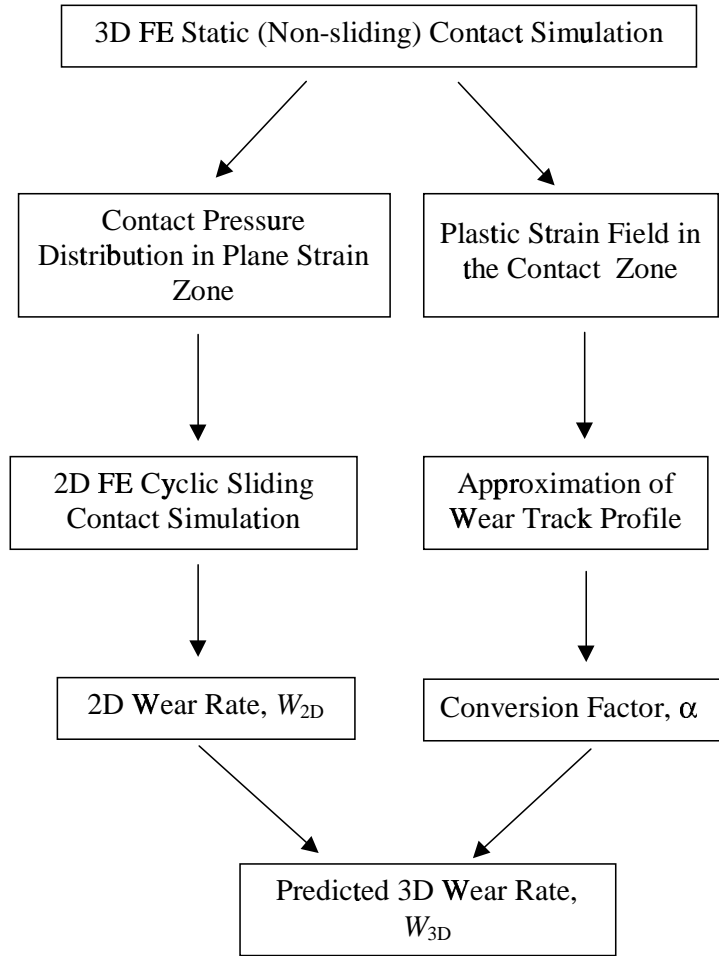 3D FE Static (Non-sliding) Contact Simulation
Contact Pressure
Distribution in Plane Strain
Zone
Plastic Strain Field in
the Contact Zone
2D FE Cyclic Sliding
Contact Simulation
Approximation of
Wear Track Profile
2D Wear Rate, W2D
Conversion Factor, α
Predicted 3D Wear Rate,
W3D